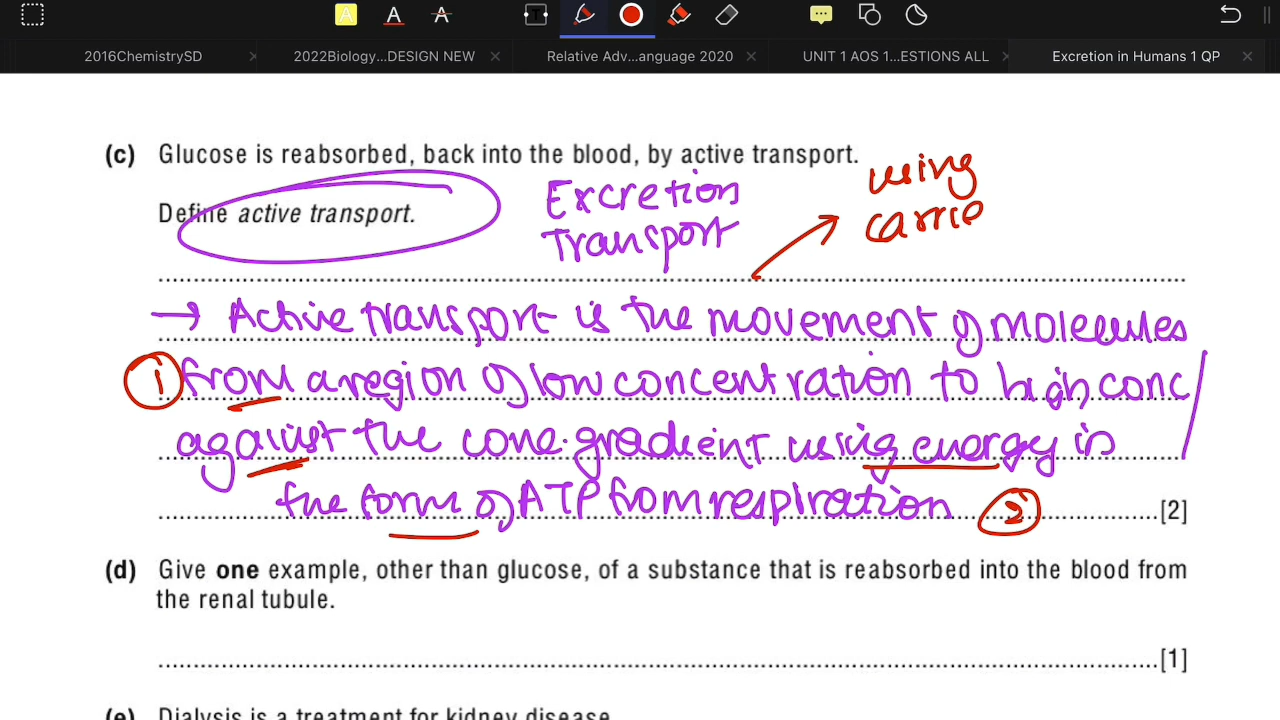 A A A T
2016ChemistrySD × 2022Biology...DESIGN NEW × Relative Adv...anguage 2020 × UNIT 1 AOS 1...ESTIONS ALL × Excretion in Humans 1 QP ×
(c) Glucose is reabsorbed, back into the blood, by active transport.
Define active transport.
Excretion
Transport
using
carrie
→ Active transport is the movement of molecules
1 from a region of low concentration to high conc
against the conc. gradient using energy in
the form of ATP from respiration 2 [2]
(d) Give one example, other than glucose, of a substance that is reabsorbed into the blood from
the renal tubule.
[1]
(e) Dialysis is a treatment for kidney disease.